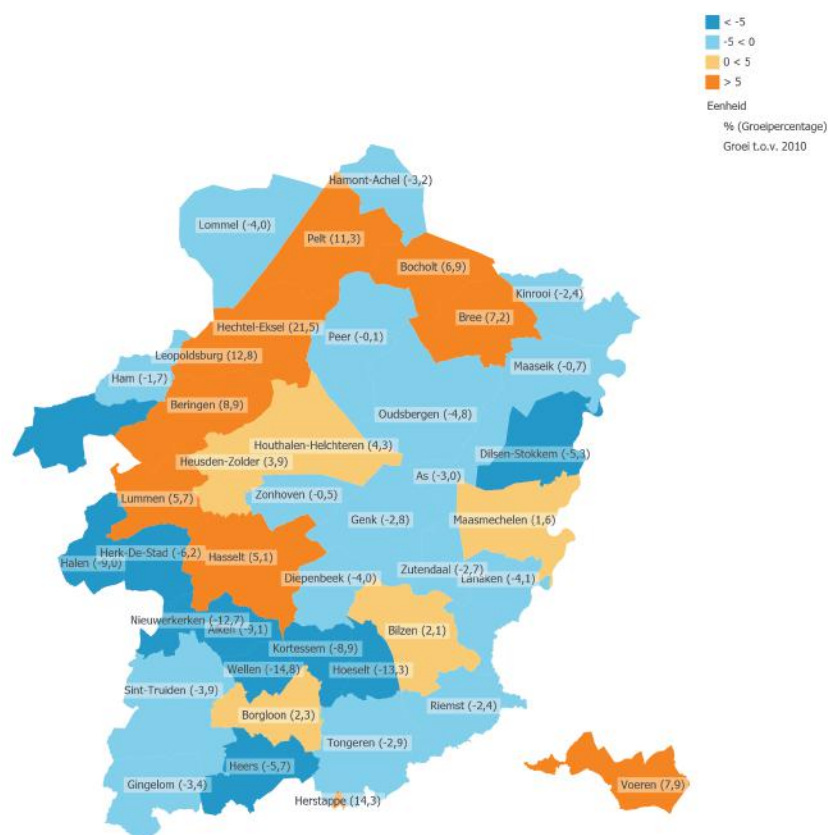 < -5
-5 < 0
0 < 5
> 5
Eenheid
% (Groeipercentage)
Groei t.o.v. 2010
Hamont-Achel (-3,2)
Lommel (-4,0)
Pelt (11,3)
Bocholt (6,9)
Kinrooi (-2,4)
Bree (7,2)
Hechtel-Eksel (21,5)
Peer (-0,1)
Leopoldsburg (12,8)
Maaseik (-0,7)
Ham (-1,7)
Beringen (8,9)
Oudsbergen (-4,8)
Houthalen-Helchteren (4,3)
Dilsen-Stokkem (-5,3)
Heusden-Zolder (3,9)
As (-3,0)
Zonhoven (-0,5)
Lummen (5,7)
Genk (-2,8)
Maasmechelen (1,6)
Herk-De-Stad (-6,2)
Hasselt (5,1)
Halen (-9,0)
Zutendaal (-2,7)
Diepenbeek (-4,0)
Lanaken (-4,1)
Nieuwerkerken (-12,7)
Alken (-9,1)
Bilzen (2,1)
Kortessem (-8,9)
Wellen (-14,8)
Hoeselt (-13,3)
Sint-Truiden (-3,9)
Riemst (-2,4)
Borgloon (2,3)
Tongeren (-2,9)
Heers (-5,7)
Gingelom (-3,4)
Voeren (7,9)
Herstappe (14,3)